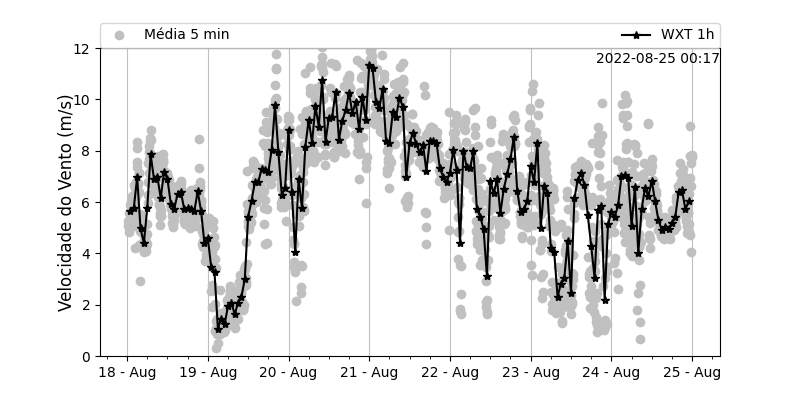 Média 5 min
WXT 1h
2022-08-25 00:17
Velocidade do Vento (m/s)
12
10
8
6
4
2
0
18 - Aug 19 - Aug 20 - Aug 21 - Aug 22 - Aug 23 - Aug 24 - Aug 25 - Aug